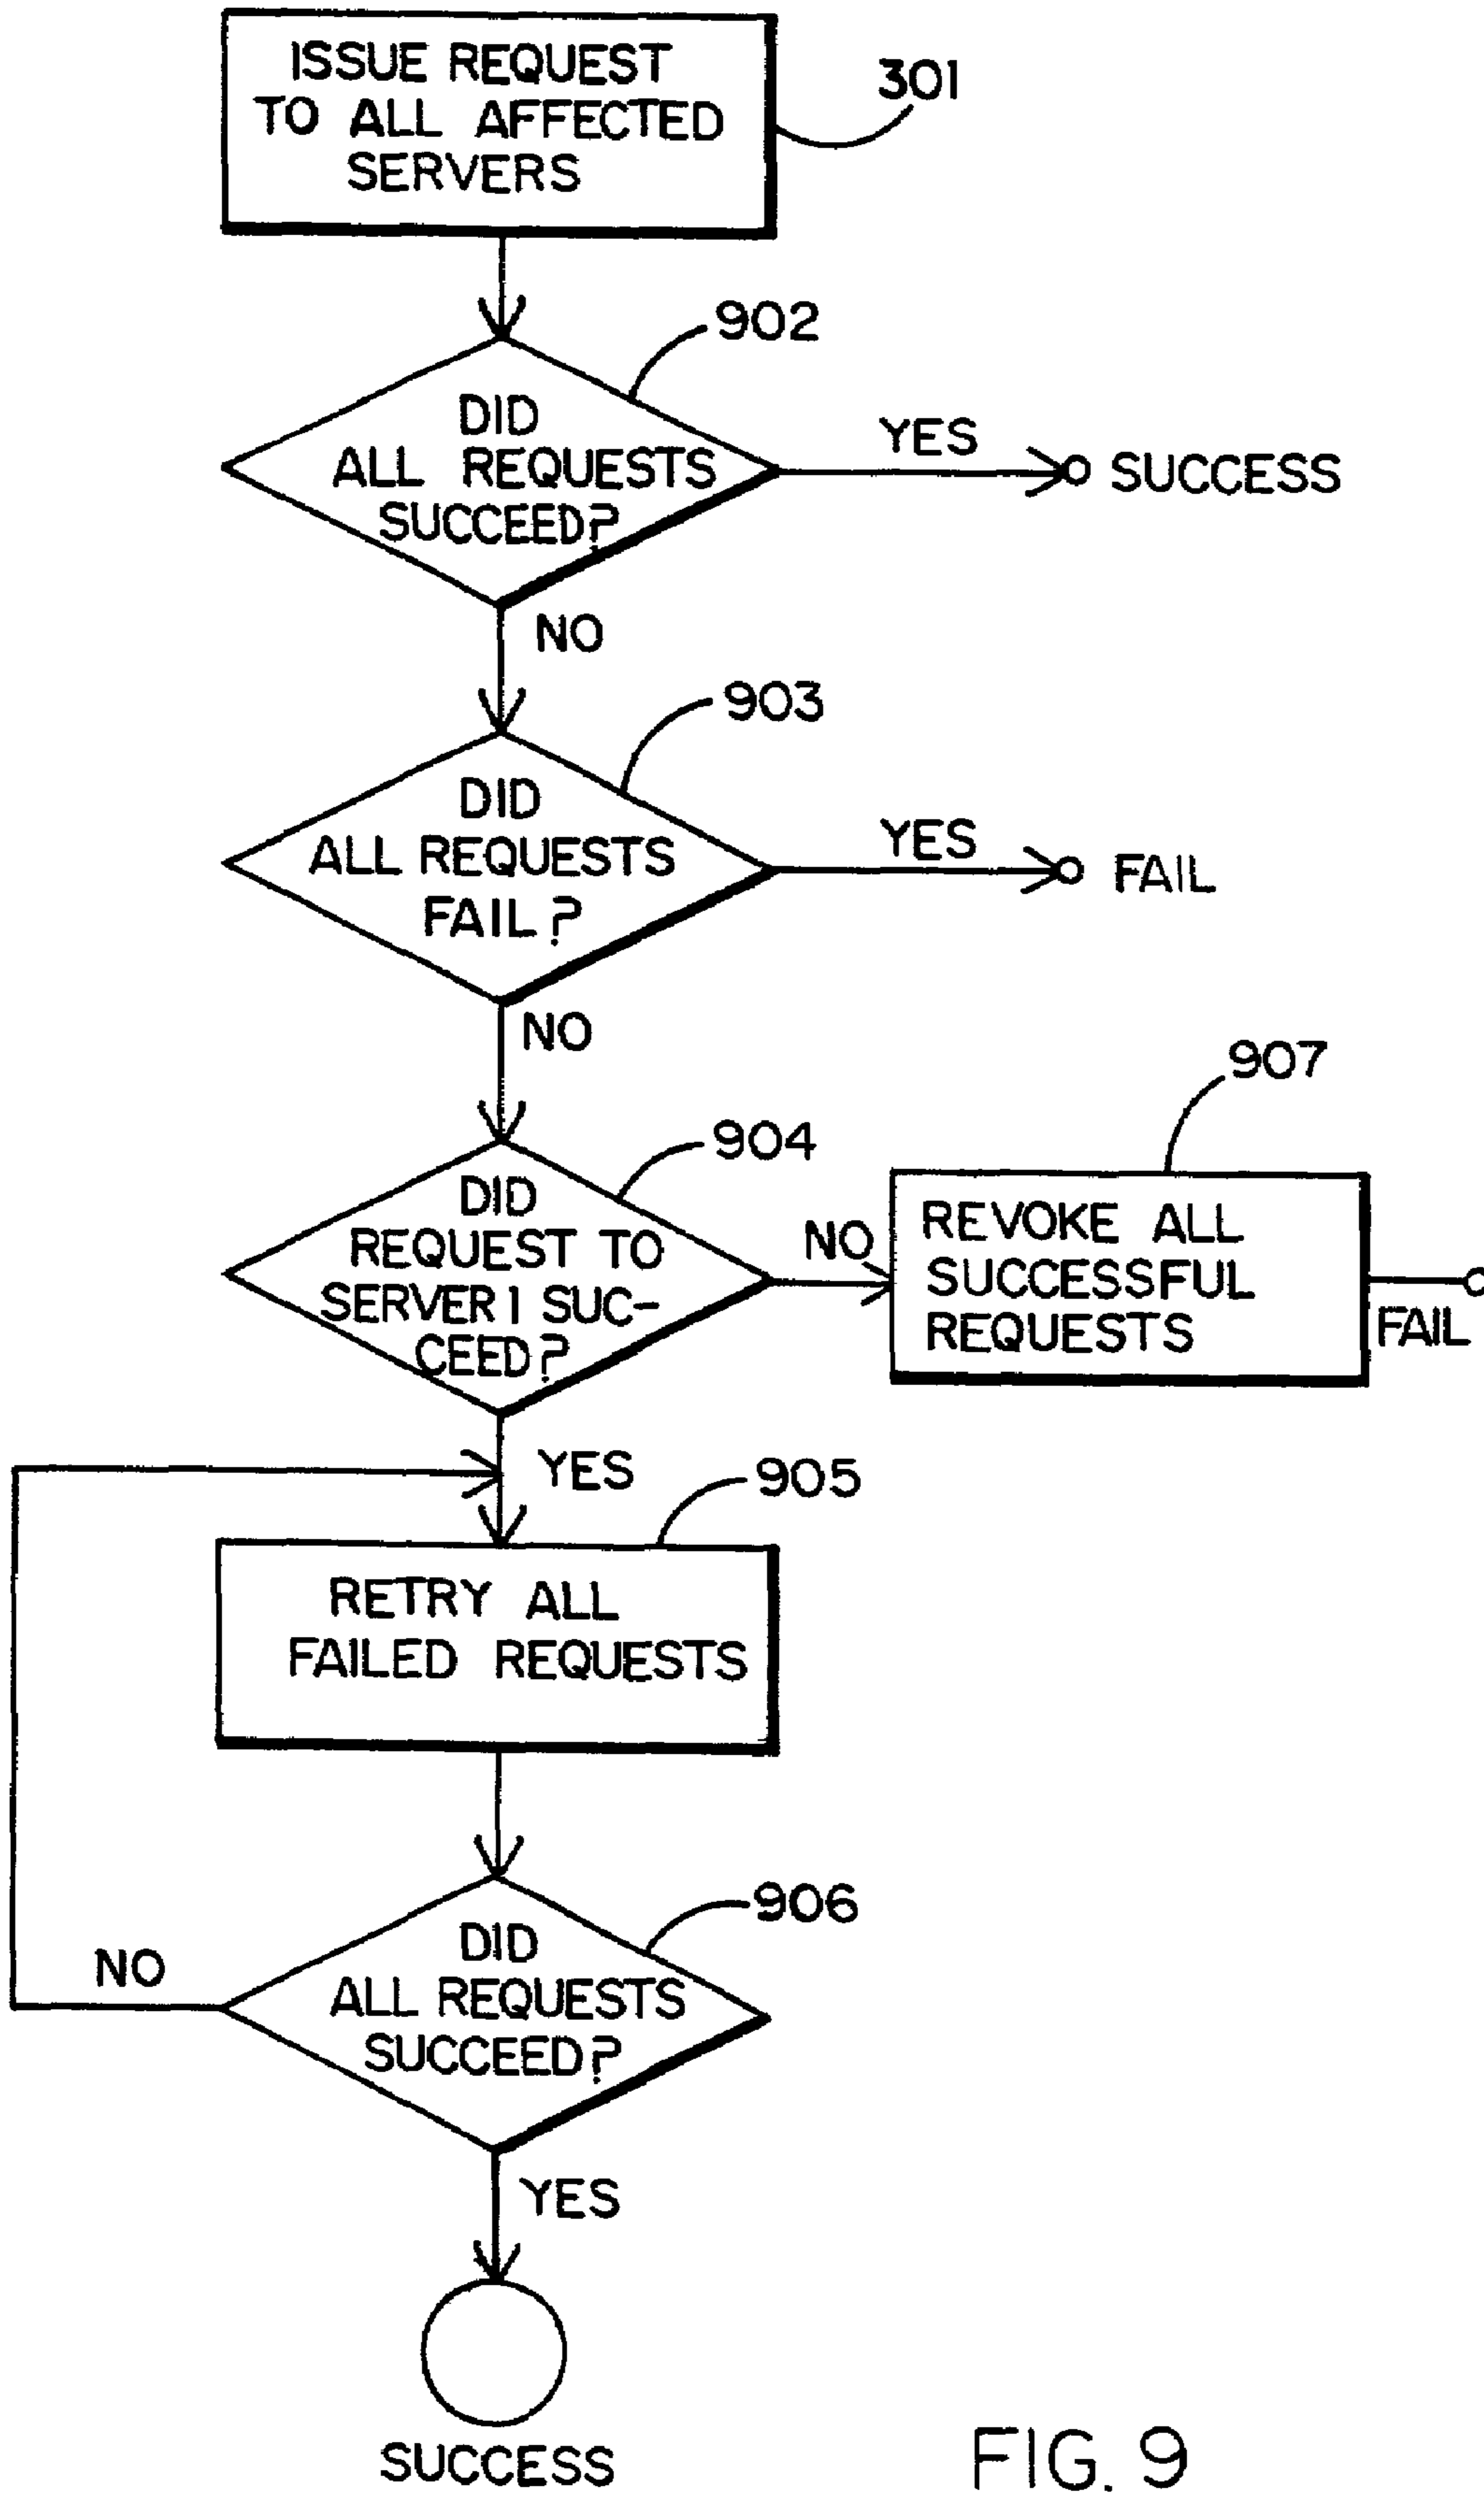 ISSUE REQUEST
TO ALL AFFECTED
SERVERS
301
902
DID
ALL REQUESTS
SUCCEED?
YES
SUCCESS
NO
903
DID
ALL REQUESTS
FAIL?
YES
FAIL
NO
904
DID
REQUEST TO
SERVER 1 SUC-
CEED?
NO
907
REVOKE ALL
SUCCESSFUL
REQUESTS
FAIL
YES
905
RETRY ALL
FAILED REQUESTS
906
DID
ALL REQUESTS
SUCCEED?
NO
YES
SUCCESS
FIG. 9